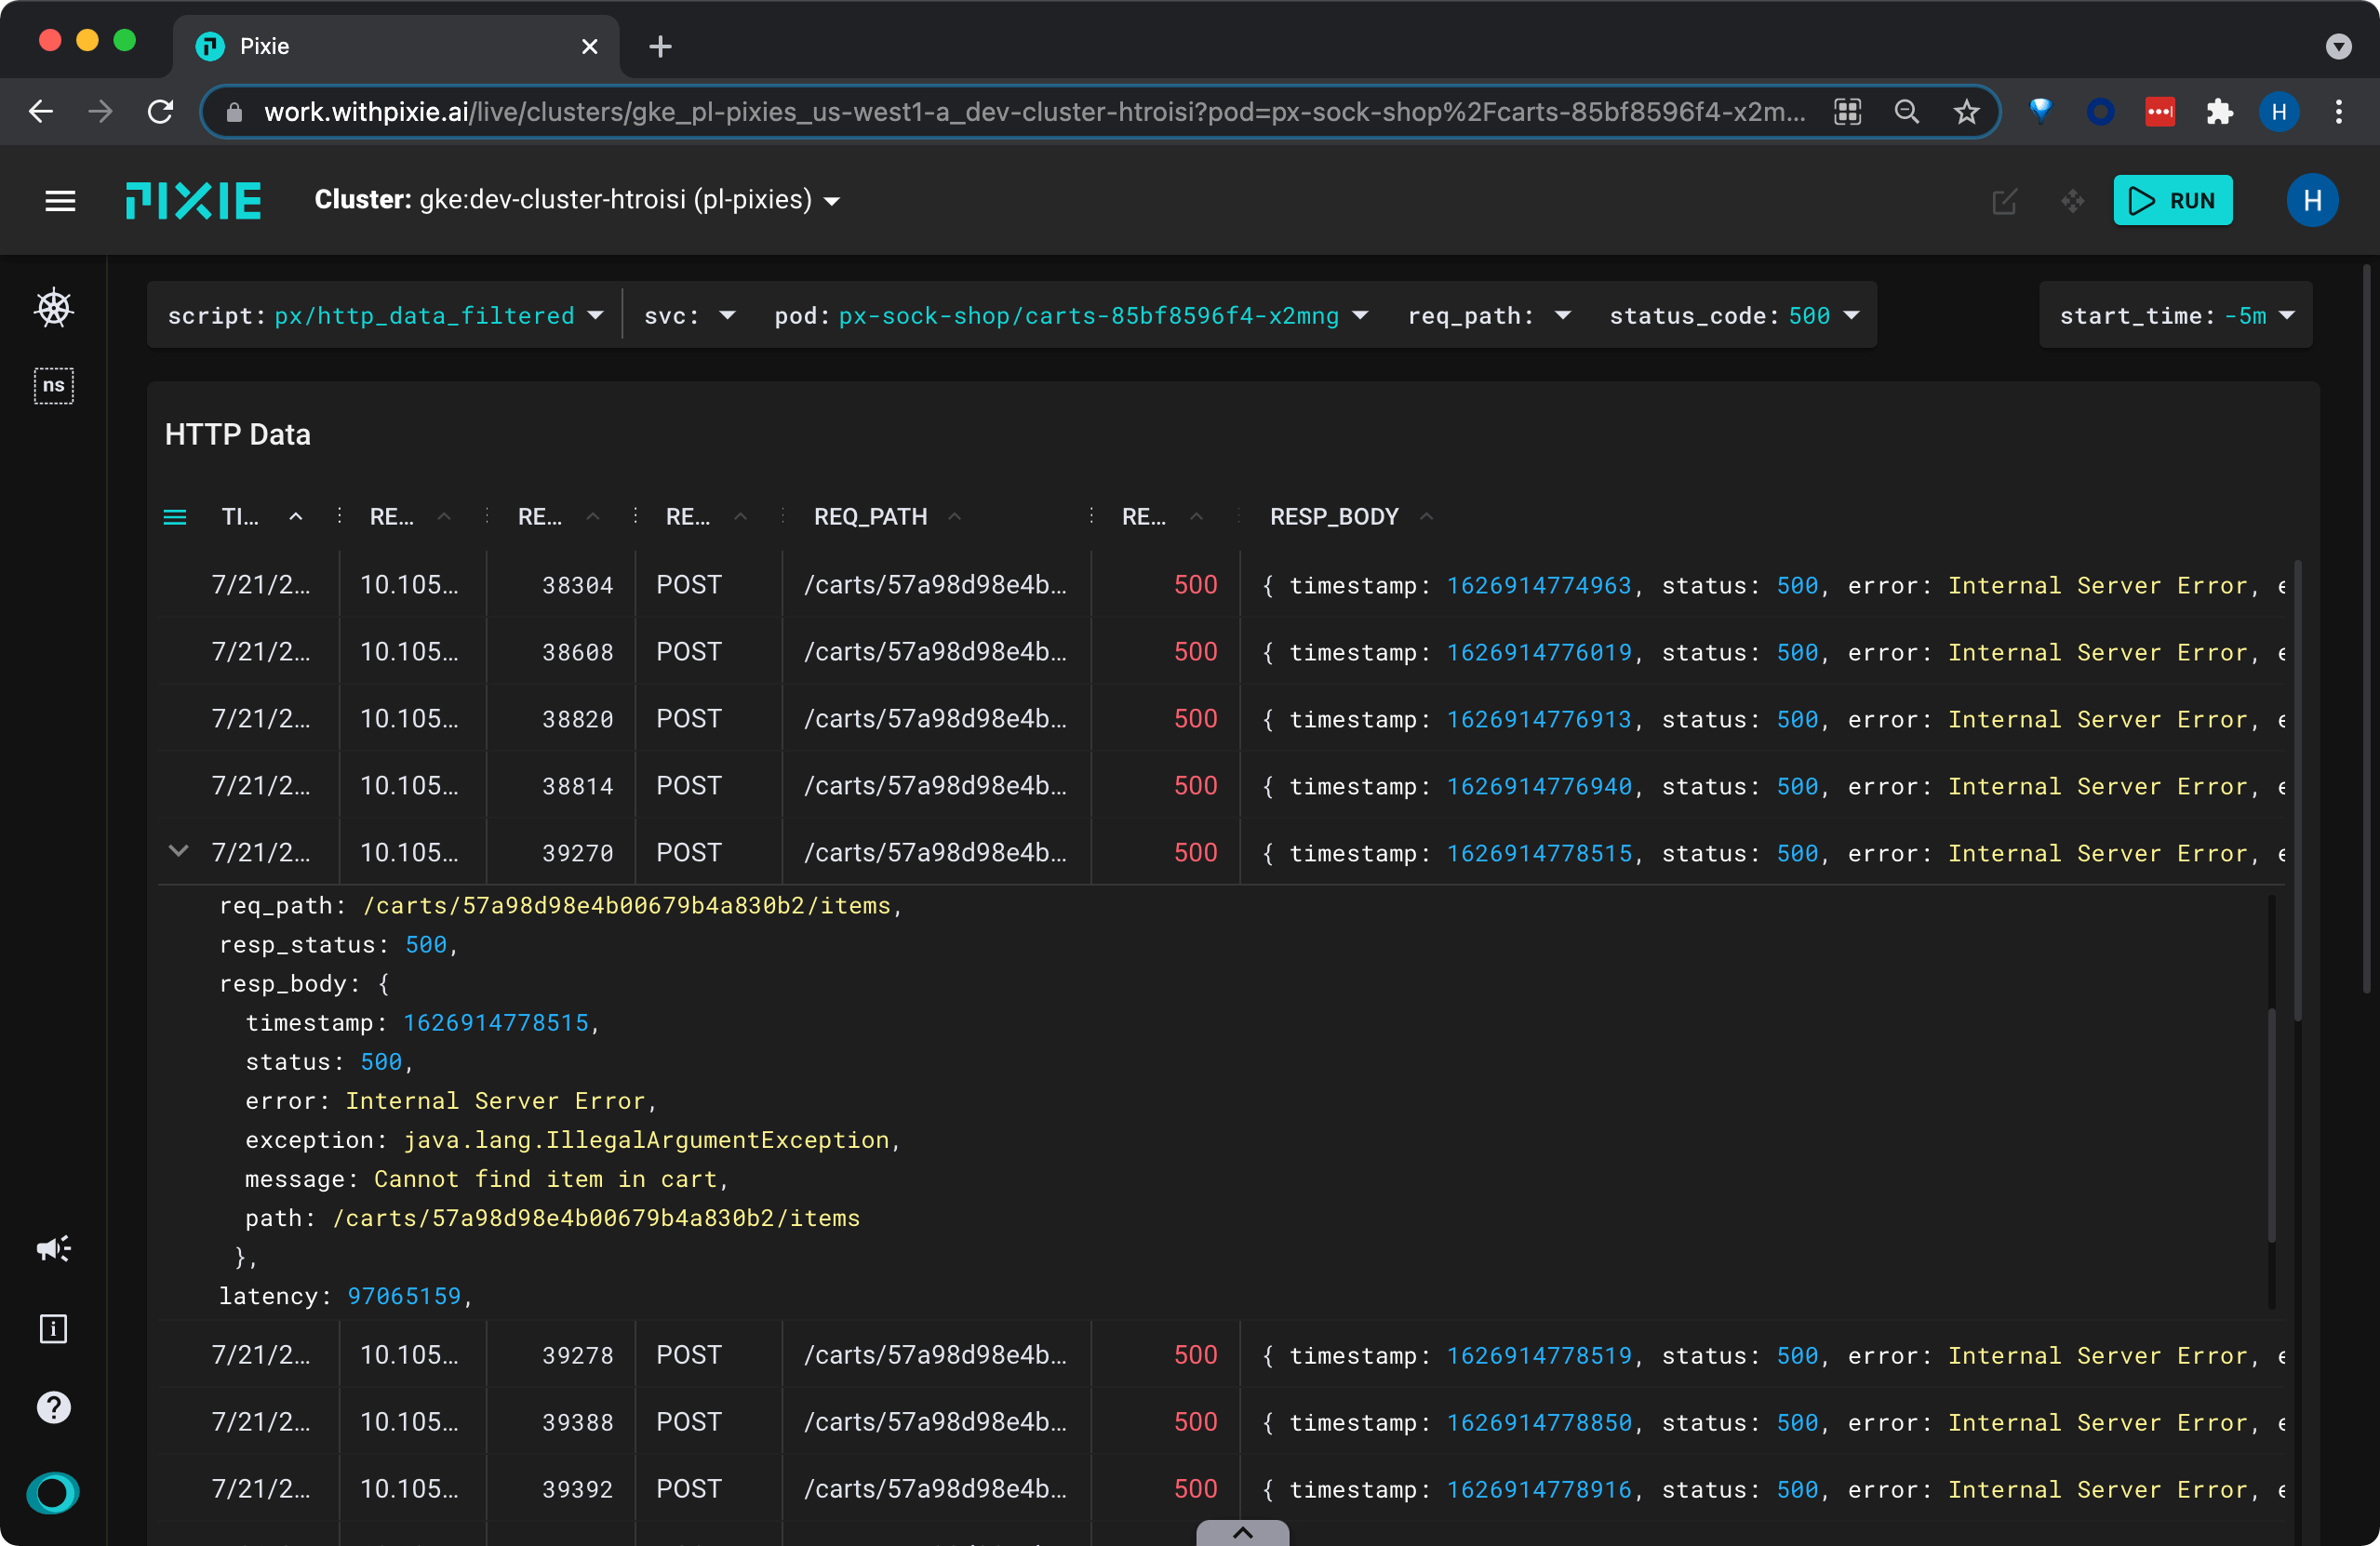 Pixie
work.withpixie.ai/live/clusters/gke_pl-pixies_us-west1-a_dev-cluster-htroisi?pod=px-sock-shop%2Fcarts-85bf8596f4-x2m...
H
PIXIE
Cluster: gke:dev-cluster-htroisi (pl-pixies)
RUN
H
script: px/http_data_filtered svc: pod: px-sock-shop/carts-85bf8596f4-x2mng req_path: status_code: 500 start_time: -5m
ns
HTTP Data
TI... RE... RE... RE... REQ_PATH RE... RESP_BODY
7/21/2... 10.105... 38304 POST /carts/57a98d98e4b... 500 { timestamp: 1626914774963, status: 500, error: Internal Server Error, e
7/21/2... 10.105... 38608 POST /carts/57a98d98e4b... 500 { timestamp: 1626914776019, status: 500, error: Internal Server Error, e
7/21/2... 10.105... 38820 POST /carts/57a98d98e4b... 500 { timestamp: 1626914776913, status: 500, error: Internal Server Error, e
7/21/2... 10.105... 38814 POST /carts/57a98d98e4b... 500 { timestamp: 1626914776940, status: 500, error: Internal Server Error, e
7/21/2... 10.105... 39270 POST /carts/57a98d98e4b... 500 { timestamp: 1626914778515, status: 500, error: Internal Server Error, e
req_path: /carts/57a98d98e4b00679b4a830b2/items,
resp_status: 500,
resp_body: {
timestamp: 1626914778515,
status: 500,
error: Internal Server Error,
exception: java.lang.IllegalArgumentException,
message: Cannot find item in cart,
path: /carts/57a98d98e4b00679b4a830b2/items
},
latency: 97065159,
7/21/2... 10.105... 39278 POST /carts/57a98d98e4b... 500 { timestamp: 1626914778519, status: 500, error: Internal Server Error, e
7/21/2... 10.105... 39388 POST /carts/57a98d98e4b... 500 { timestamp: 1626914778850, status: 500, error: Internal Server Error, e
7/21/2... 10.105... 39392 POST /carts/57a98d98e4b... 500 { timestamp: 1626914778916, status: 500, error: Internal Server Error, e